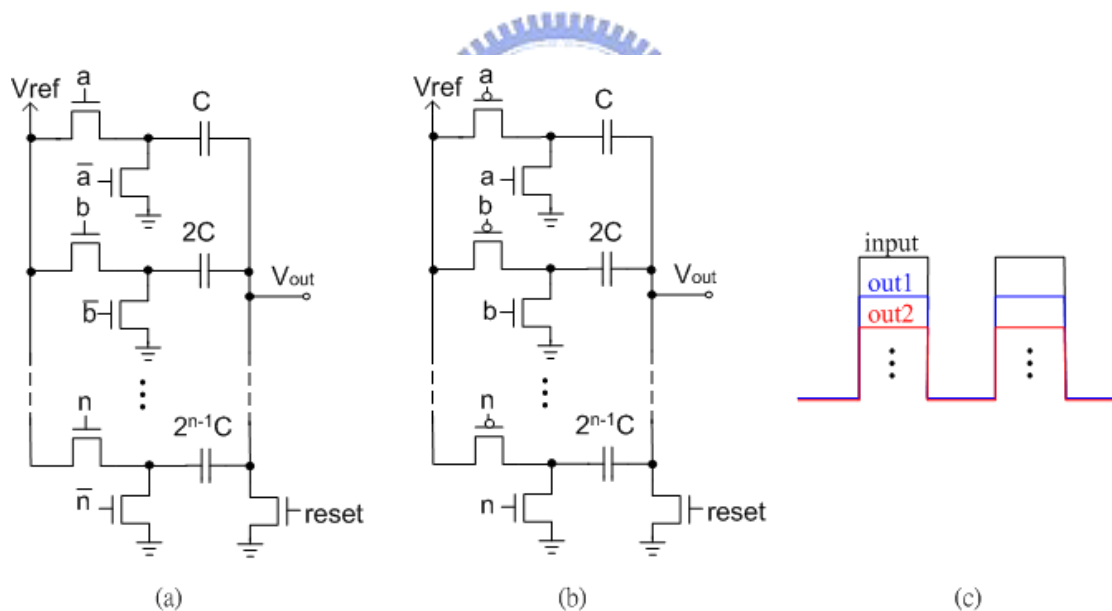 Vref
a
C
a̅
b
2C
Vout
b̅
n
2ⁿ⁻¹C
n̅
reset
(a)
Vref
a
C
a
b
2C
Vout
b
n
2ⁿ⁻¹C
n
reset
(b)
input
out1
out2
(c)